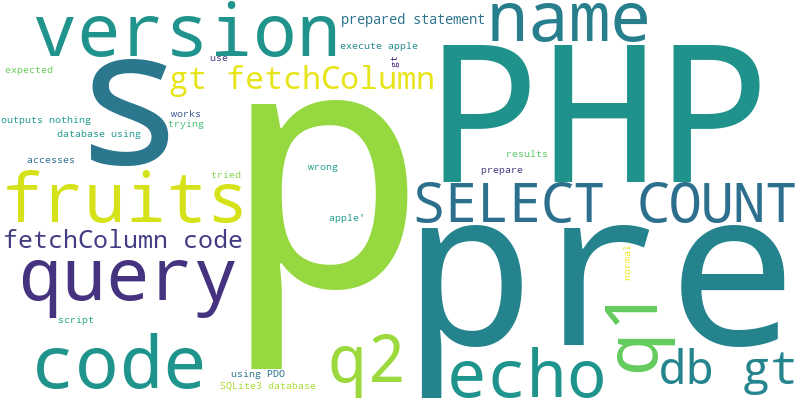 version
prepared statement
name
execute apple
use
gt
expected
s
gt fetchColumn
PHP
p
works
trying
outputs nothing
database using
accesses
results
wrong
prepare
tried
fruits
SELECT COUNT
apple'
fetchColumn code
pre
query
normal
q1
script
code
q2
echo
db gt
using PDO
SQLite3 database